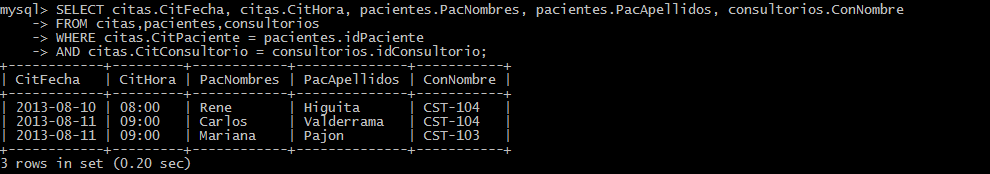 mysql> SELECT citas.CitFecha, citas.CitHora, pacientes.PacNombres, pacientes.PacApellidos, consultorios.ConNombre
    -> FROM citas,pacientes,consultorios
    -> WHERE citas.CitPaciente = pacientes.idPaciente
    -> AND citas.CitConsultorio = consultorios.idConsultorio;
+------------+---------+------------+--------------+-----------+
| CitFecha   | CitHora | PacNombres | PacApellidos | ConNombre |
+------------+---------+------------+--------------+-----------+
| 2013-08-10 | 08:00   | Rene       | Higuita      | CST-104   |
| 2013-08-11 | 09:00   | Carlos     | Valderrama   | CST-104   |
| 2013-08-11 | 09:00   | Mariana    | Pajon        | CST-103   |
+------------+---------+------------+--------------+-----------+
3 rows in set (0.20 sec)